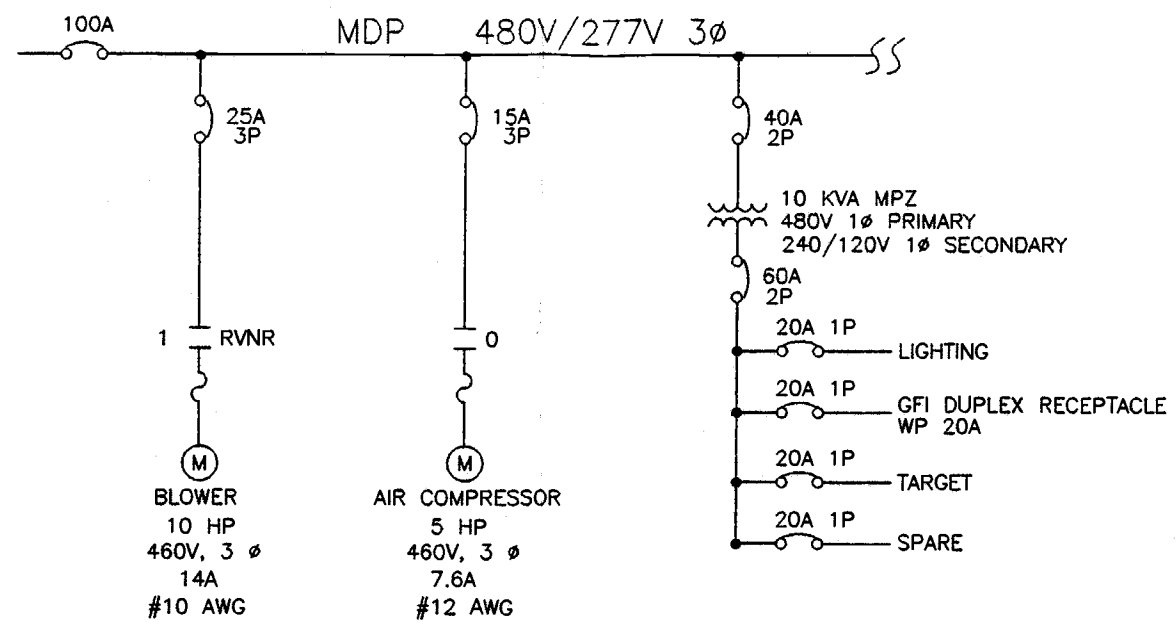 100A
MDP 480V/277V 3ø
25A
3P
15A
3P
40A
2P
10 KVA MPZ
480V 1ø PRIMARY
240/120V 1ø SECONDARY
60A
2P
1 RVNR
0
20A 1P
LIGHTING
20A 1P
GFI DUPLEX RECEPTACLE
WP 20A
20A 1P
TARGET
20A 1P
SPARE
M
BLOWER
10 HP
460V, 3 ø
14A
#10 AWG
M
AIR COMPRESSOR
5 HP
460V, 3 ø
7.6A
#12 AWG